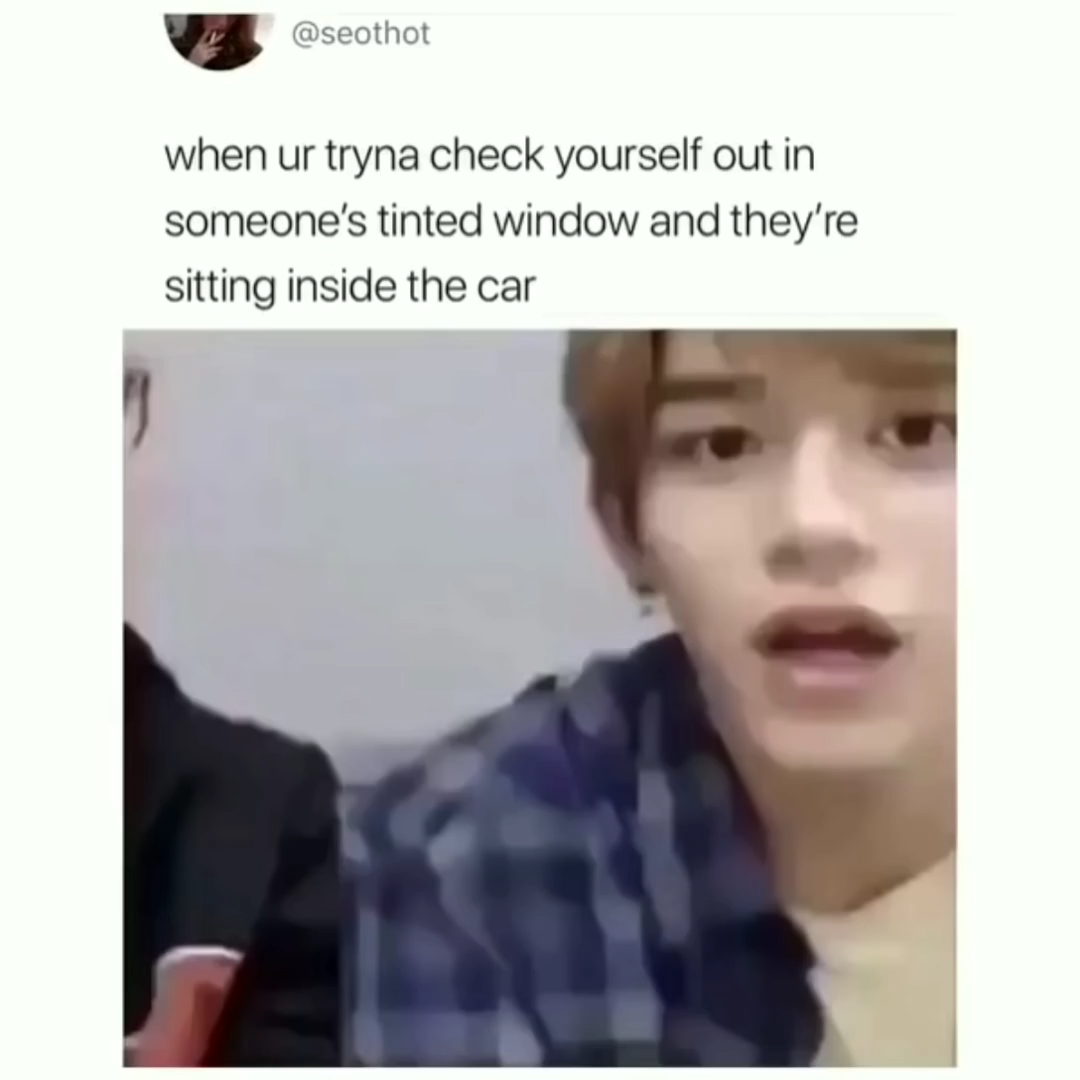 @seothot
when ur tryna check yourself out in
someone's tinted window and they're
sitting inside the car